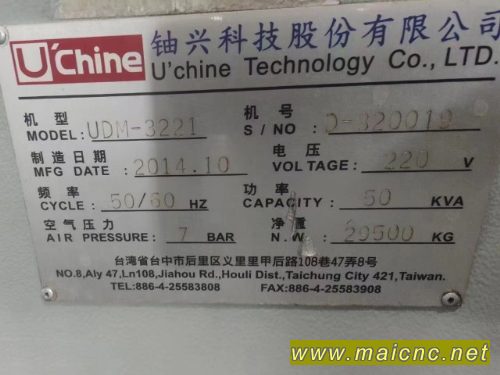 U'Chine
铀兴科技股份有限公司
U'chine Technology Co., LTD.
机型
MODEL: UDM-3221
机号
S / NO : D-320019
制造日期
MFG DATE : 2014.10
电压
VOLTAGE: 220 V
频率
CYCLE : 50/60 HZ
功率
CAPACITY : 50 KVA
空气压力
AIR PRESSURE: 7 BAR
净重
N.W. : 29500 KG
台湾省台中市后里区义里里甲后路108巷47弄8号
NO.8,Aly 47,Ln108,Jiahou Rd.,Houli Dist.,Taichung City 421,Taiwan.
TEL:886-4-25583808 FAX:886-4-25583908
www.maicnc.net